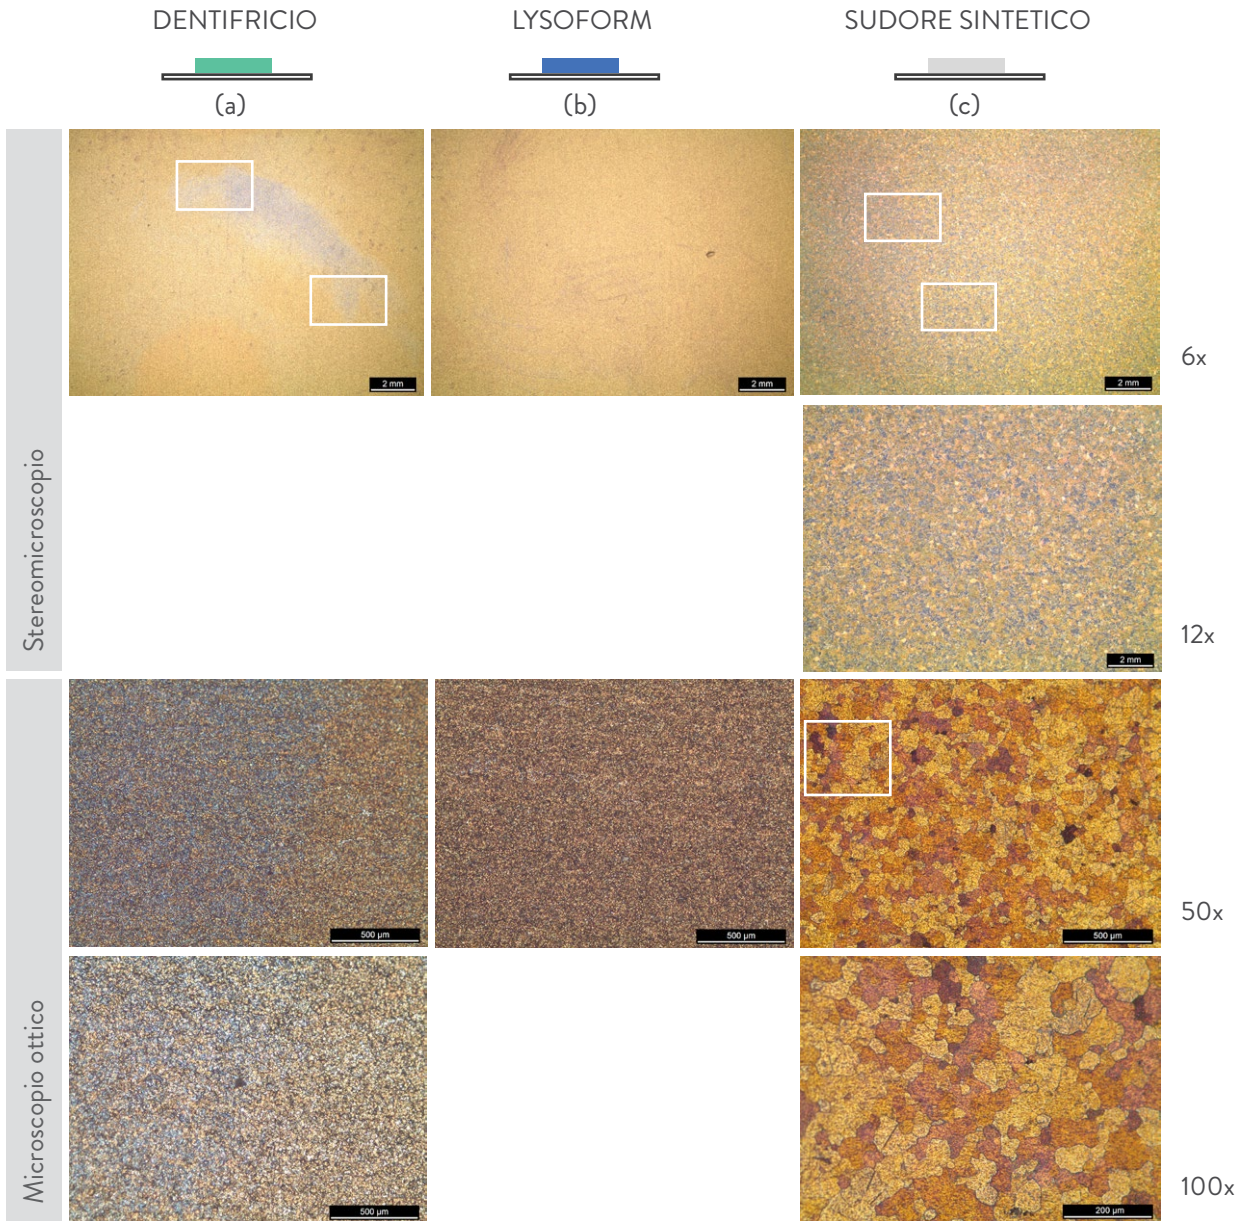 DENTIFRICIO
LYSOFORM
SUDORE SINTETICO
(a)
(b)
(c)
Stereomicroscopio
2 mm
2 mm
2 mm
6x
2 mm
12x
Microscopio ottico
500 µm
500 µm
500 µm
50x
500 µm
200 µm
100x